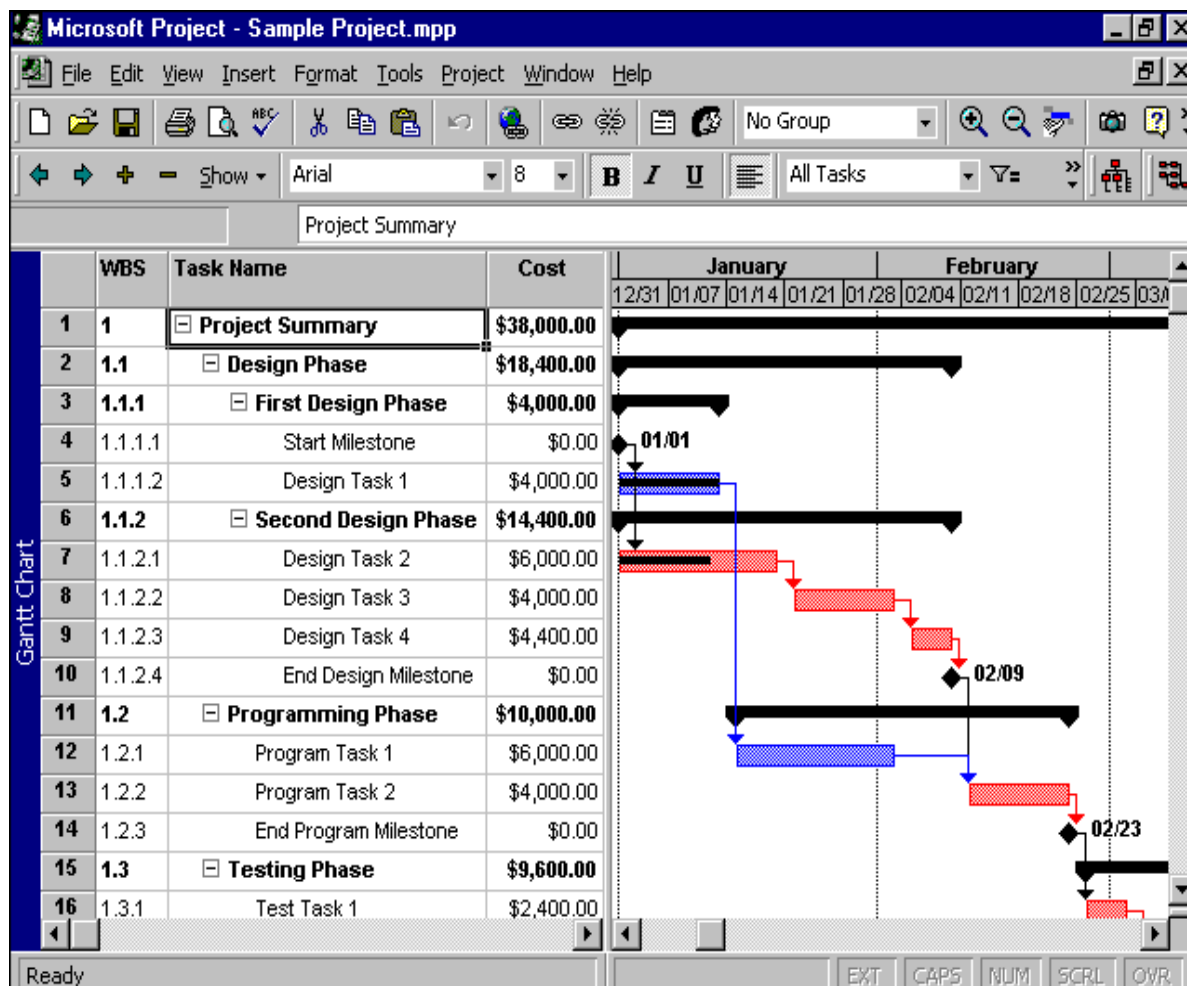 Microsoft Project - Sample Project.mpp
File Edit View Insert Format Tools Project Window Help
ABC No Group
Show Arial 8 B I U All Tasks
Project Summary
WBS Task Name Cost January February
12/31 01/07 01/14 01/21 01/28 02/04 02/11 02/18 02/25
1 1 Project Summary $38,000.00
2 1.1 Design Phase $18,400.00
3 1.1.1 First Design Phase $4,000.00
4 1.1.1.1 Start Milestone $0.00 01/01
5 1.1.1.2 Design Task 1 $4,000.00
6 1.1.2 Second Design Phase $14,400.00
7 1.1.2.1 Design Task 2 $6,000.00
8 1.1.2.2 Design Task 3 $4,000.00
9 1.1.2.3 Design Task 4 $4,400.00
10 1.1.2.4 End Design Milestone $0.00 02/09
11 1.2 Programming Phase $10,000.00
12 1.2.1 Program Task 1 $6,000.00
13 1.2.2 Program Task 2 $4,000.00
14 1.2.3 End Program Milestone $0.00 02/23
15 1.3 Testing Phase $9,600.00
16 1.3.1 Test Task 1 $2,400.00
Gantt Chart
Ready EXT CAPS NUM SCRL OVR